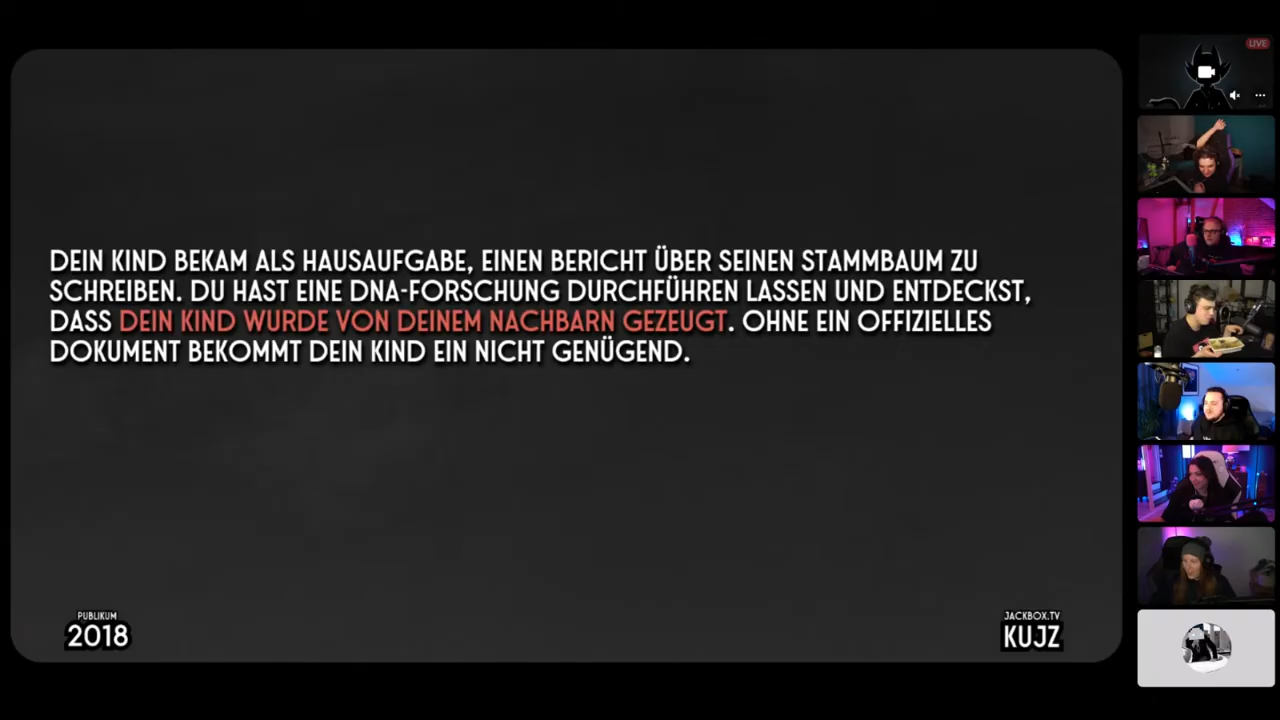 LIVE
DEIN KIND BEKAM ALS HAUSAUFGABE, EINEN BERICHT ÜBER SEINEN STAMMBAUM ZU
SCHREIBEN. DU HAST EINE DNA-FORSCHUNG DURCHFÜHREN LASSEN UND ENTDECKST,
DASS DEIN KIND WURDE VON DEINEM NACHBARN GEZEUGT. OHNE EIN OFFIZIELLES
DOKUMENT BEKOMMT DEIN KIND EIN NICHT GENÜGEND.
PUBLIKUM
2018
JACKBOX.TV
KUJZ